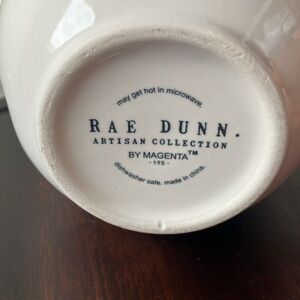 may get hot in microwave.
RAE DUNN.
ARTISAN COLLECTION
BY MAGENTA™
- 195 -
dishwasher safe. made in china.